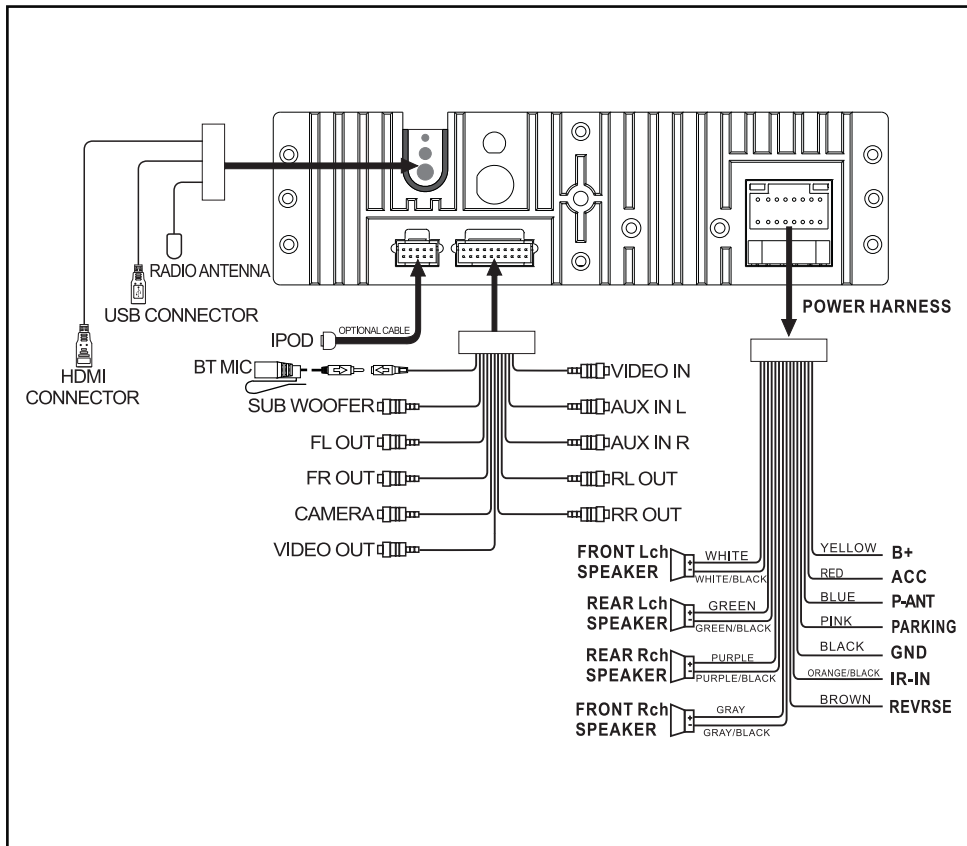 RADIO ANTENNA
USB CONNECTOR
HDMI
CONNECTOR
IPOD
OPTIONAL CABLE
POWER HARNESS
BT MIC
SUB WOOFER
FL OUT
FR OUT
CAMERA
VIDEO OUT
VIDEO IN
AUX IN L
AUX IN R
RL OUT
RR OUT
FRONT Lch
SPEAKER
+
-
WHITE
WHITE/BLACK
REAR Lch
SPEAKER
+
-
GREEN
GREEN/BLACK
REAR Rch
SPEAKER
+
-
PURPLE
PURPLE/BLACK
FRONT Rch
SPEAKER
+
-
GRAY
GRAY/BLACK
YELLOW B+
RED ACC
BLUE P-ANT
PINK PARKING
BLACK GND
ORANGE/BLACK IR-IN
BROWN REVRSE